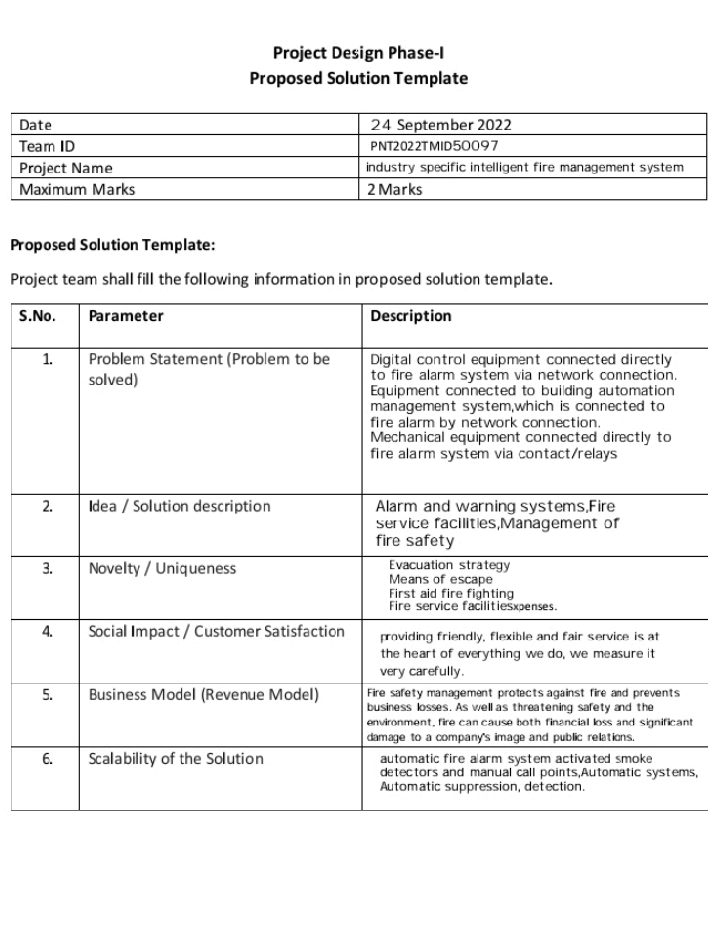 Project Design Phase-I
Proposed Solution Template
Date 24 September 2022
Team ID PNT2022TMID50097
Project Name industry specific intelligent fire management system
Maximum Marks 2 Marks
Proposed Solution Template:
Project team shall fill the following information in proposed solution template.
S.No. Parameter Description
1. Problem Statement (Problem to be solved)
Digital control equipment connected directly
to fire alarm system via network connection.
Equipment connected to building automation
management system,which is connected to
fire alarm by network connection.
Mechanical equipment connected directly to
fire alarm system via contact/relays
2. Idea / Solution description
Alarm and warning systems,Fire
service facilities,Management of
fire safety
3. Novelty / Uniqueness
Evacuation strategy
Means of escape
First aid fire fighting
Fire service facilitiesxpenses.
4. Social Impact / Customer Satisfaction
providing friendly, flexible and fair service is at
the heart of everything we do, we measure it
very carefully.
5. Business Model (Revenue Model)
Fire safety management protects against fire and prevents
business losses. As well as threatening safety and the
environment, fire can cause both financial loss and significant
damage to a company's image and public relations.
6. Scalability of the Solution
automatic fire alarm system activated smoke
detectors and manual call points,Automatic systems,
Automatic suppression, detection.